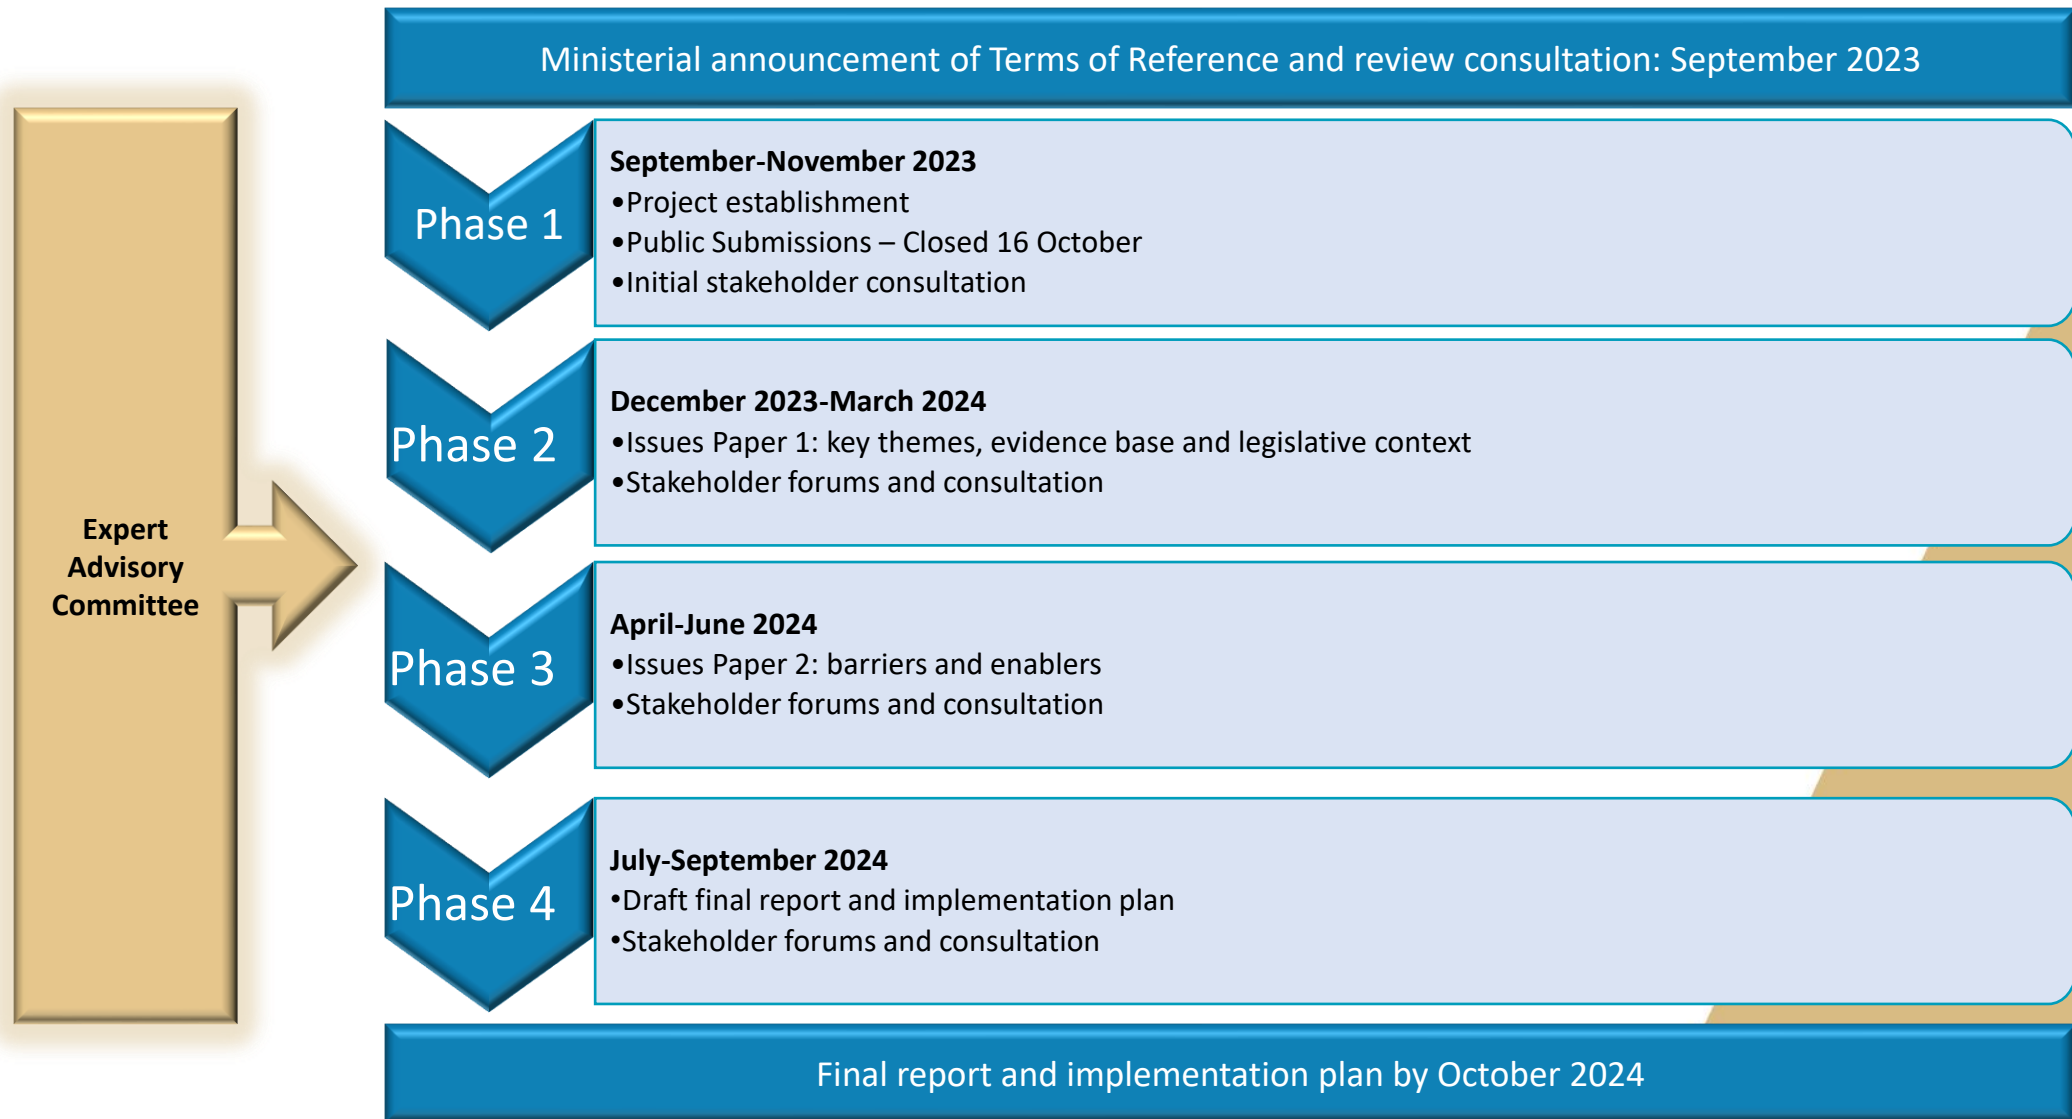 Ministerial announcement of Terms of Reference and review consultation: September 2023
Expert
Advisory
Committee
Phase 1
September-November 2023
•Project establishment
•Public Submissions – Closed 16 October
•Initial stakeholder consultation
Phase 2
December 2023-March 2024
•Issues Paper 1: key themes, evidence base and legislative context
•Stakeholder forums and consultation
Phase 3
April-June 2024
•Issues Paper 2: barriers and enablers
•Stakeholder forums and consultation
Phase 4
July-September 2024
•Draft final report and implementation plan
•Stakeholder forums and consultation
Final report and implementation plan by October 2024